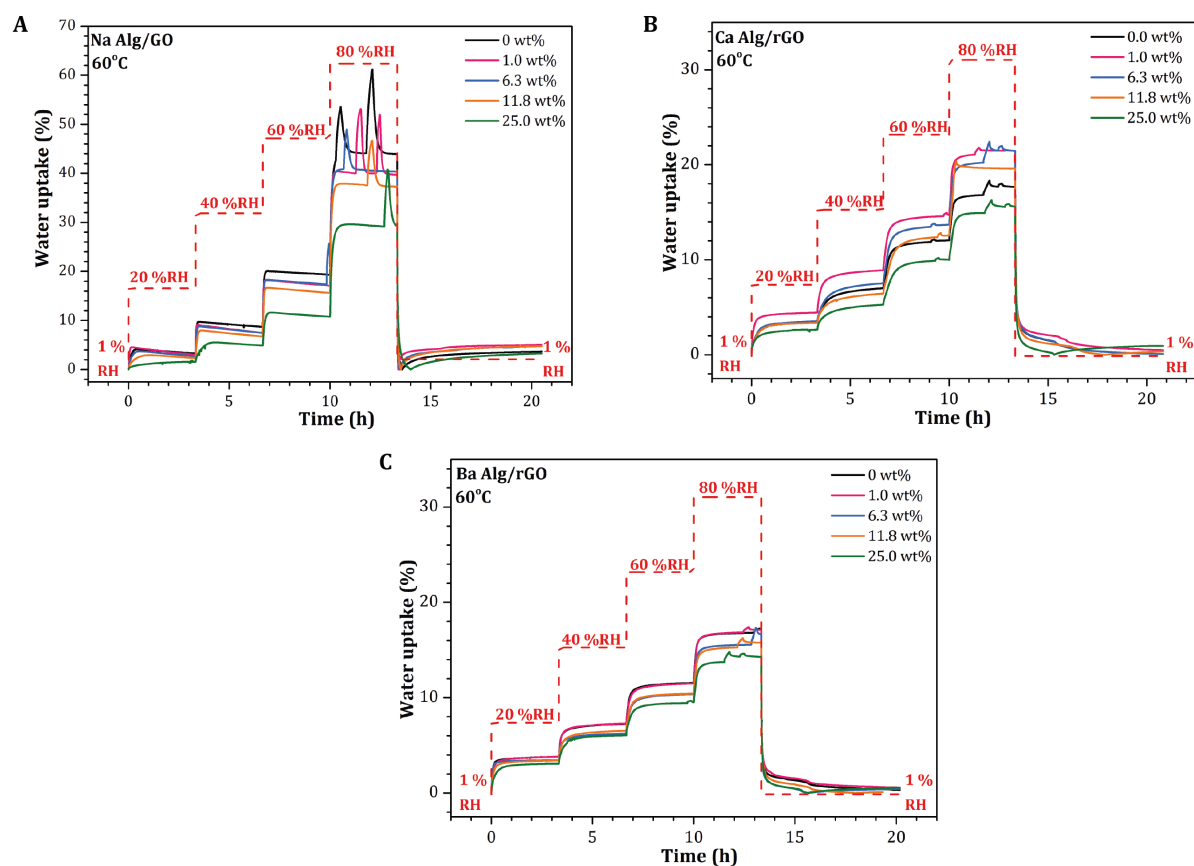 A
Na Alg/GO
60°C
0 wt%
1.0 wt%
6.3 wt%
11.8 wt%
25.0 wt%
80 %RH
60 %RH
40 %RH
20 %RH
1 %
RH
1 %
RH
70
60
50
40
30
20
10
0
Water uptake (%)
0
5
10
15
20
Time (h)
B
Ca Alg/rGO
60°C
0.0 wt%
1.0 wt%
6.3 wt%
11.8 wt%
25.0 wt%
80 %RH
60 %RH
40 %RH
20 %RH
1 %
RH
1 %
RH
30
20
10
0
Water uptake (%)
0
5
10
15
20
Time (h)
C
Ba Alg/rGO
60°C
0 wt%
1.0 wt%
6.3 wt%
11.8 wt%
25.0 wt%
80 %RH
60 %RH
40 %RH
20 %RH
1 %
RH
1 %
RH
30
20
10
0
Water uptake (%)
0
5
10
15
20
Time (h)